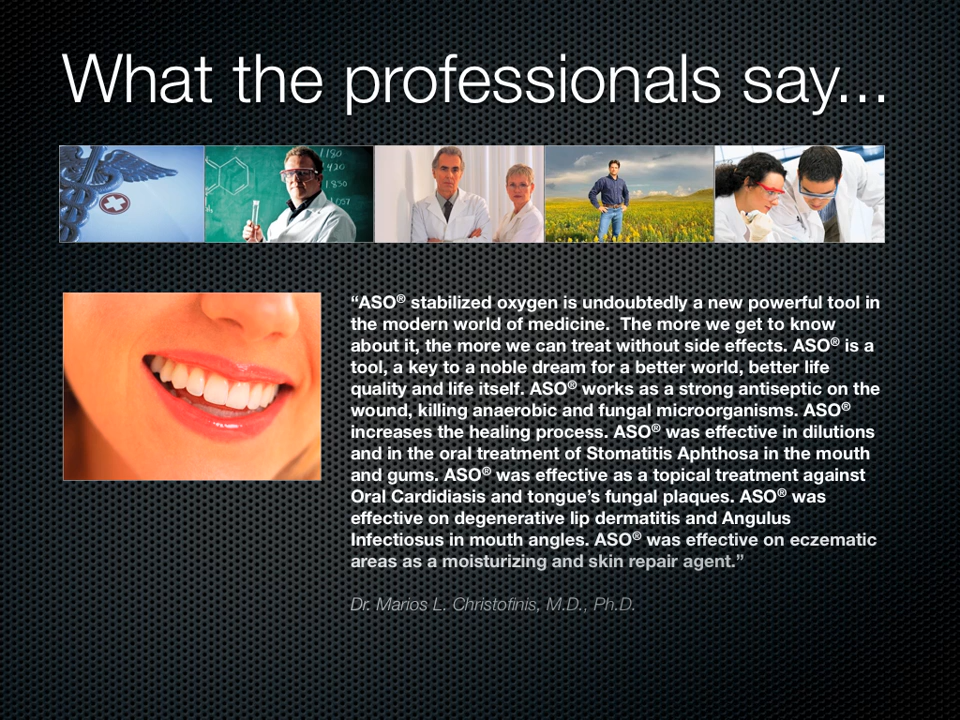 What the professionals say...
180
420
1850
“ASO® stabilized oxygen is undoubtedly a new powerful tool in
the modern world of medicine.  The more we get to know
about it, the more we can treat without side effects. ASO® is a
tool, a key to a noble dream for a better world, better life
quality and life itself. ASO® works as a strong antiseptic on the
wound, killing anaerobic and fungal microorganisms. ASO®
increases the healing process. ASO® was effective in dilutions
and in the oral treatment of Stomatitis Aphthosa in the mouth
and gums. ASO® was effective as a topical treatment against
Oral Cardidiasis and tongue’s fungal plaques. ASO® was
effective on degenerative lip dermatitis and Angulus
Infectiosus in mouth angles. ASO® was effective on eczematic
areas as a moisturizing and skin repair agent.”
Dr. Marios L. Christofinis, M.D., Ph.D.